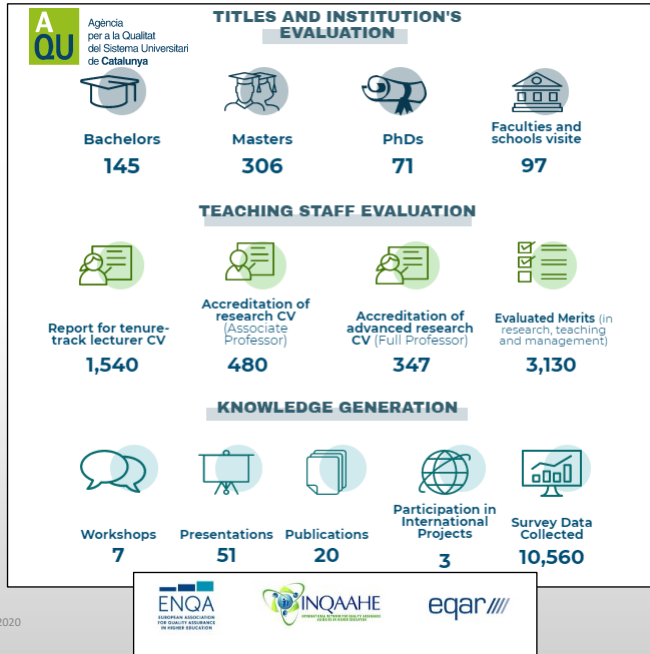 AQU
Agència
per a la Qualitat
del Sistema Universitari
de Catalunya
TITLES AND INSTITUTION'S
EVALUATION
Bachelors
145
Masters
306
PhDs
71
Faculties and
schools visite
97
TEACHING STAFF EVALUATION
Report for tenure-
track lecturer CV
1,540
Accreditation of
research CV
(Associate
Professor)
480
Accreditation of
advanced research
CV (Full Professor)
347
Evaluated Merits (in
research, teaching
and management)
3,130
KNOWLEDGE GENERATION
Workshops
7
Presentations
51
Publications
20
Participation in
International
Projects
3
Survey Data
Collected
10,560
ENQA
EUROPEAN ASSOCIATION
FOR QUALITY ASSURANCE
IN HIGHER EDUCATION
INQAAHE
eqar
2020